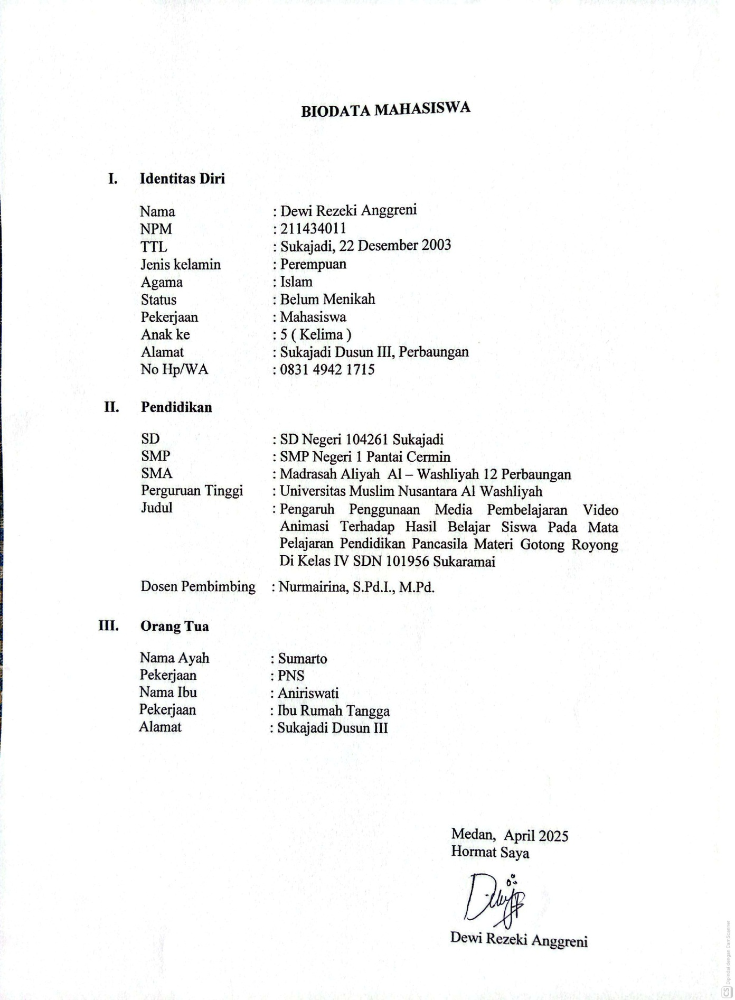 BIODATA MAHASISWA
I. Identitas Diri
Nama : Dewi Rezeki Anggreni
NPM : 211434011
TTL : Sukajadi, 22 Desember 2003
Jenis kelamin : Perempuan
Agama : Islam
Status : Belum Menikah
Pekerjaan : Mahasiswa
Anak ke : 5 ( Kelima )
Alamat : Sukajadi Dusun III, Perbaungan
No Hp/WA : 0831 4942 1715
II. Pendidikan
SD : SD Negeri 104261 Sukajadi
SMP : SMP Negeri 1 Pantai Cermin
SMA : Madrasah Aliyah Al – Washliyah 12 Perbaungan
Perguruan Tinggi : Universitas Muslim Nusantara Al Washliyah
Judul : Pengaruh Penggunaan Media Pembelajaran Video
Animasi Terhadap Hasil Belajar Siswa Pada Mata
Pelajaran Pendidikan Pancasila Materi Gotong Royong
Di Kelas IV SDN 101956 Sukaramai
Dosen Pembimbing : Nurmairina, S.Pd.I., M.Pd.
III. Orang Tua
Nama Ayah : Sumarto
Pekerjaan : PNS
Nama Ibu : Aniriswati
Pekerjaan : Ibu Rumah Tangga
Alamat : Sukajadi Dusun III
Medan, April 2025
Hormat Saya
Dewi Rezeki Anggreni
CS Dipindai dengan CamScanner